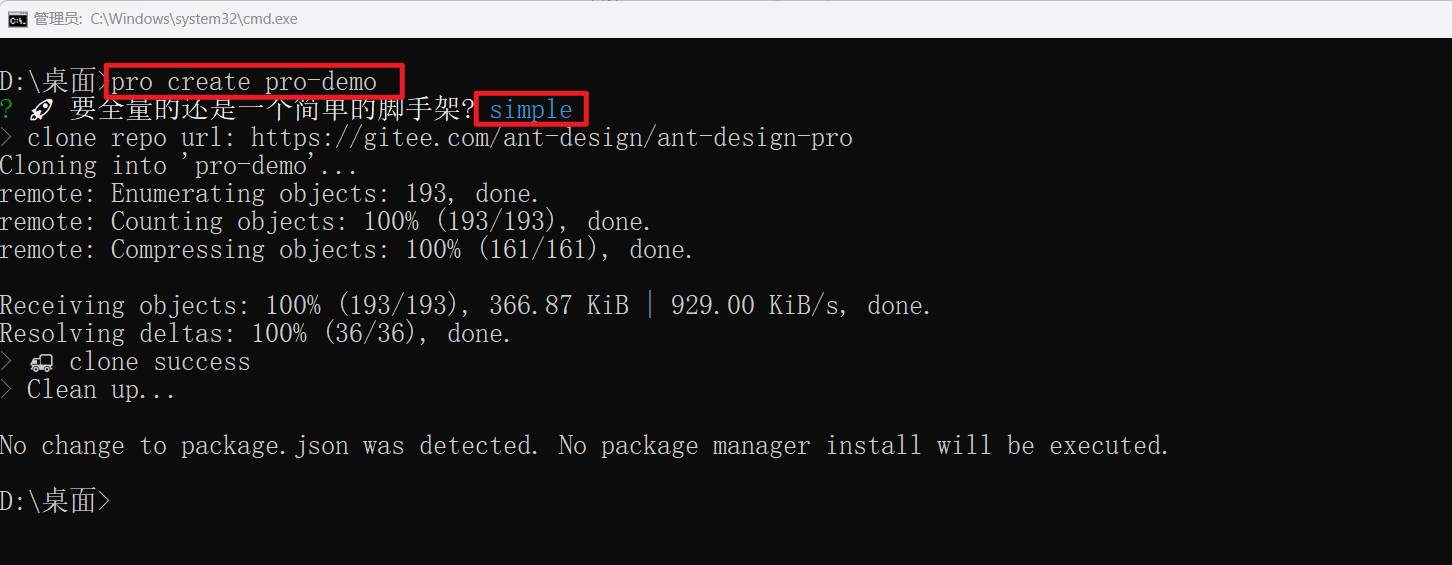 管理员: C:\Windows\system32\cmd.exe
D:\桌面>pro create pro-demo
? 🚀 要全量的还是一个简单的脚手架? simple
> clone repo url: https://gitee.com/ant-design/ant-design-pro
Cloning into 'pro-demo'...
remote: Enumerating objects: 193, done.
remote: Counting objects: 100% (193/193), done.
remote: Compressing objects: 100% (161/161), done.
Receiving objects: 100% (193/193), 366.87 KiB | 929.00 KiB/s, done.
Resolving deltas: 100% (36/36), done.
> 🚚 clone success
> Clean up...
No change to package.json was detected. No package manager install will be executed.
D:\桌面>